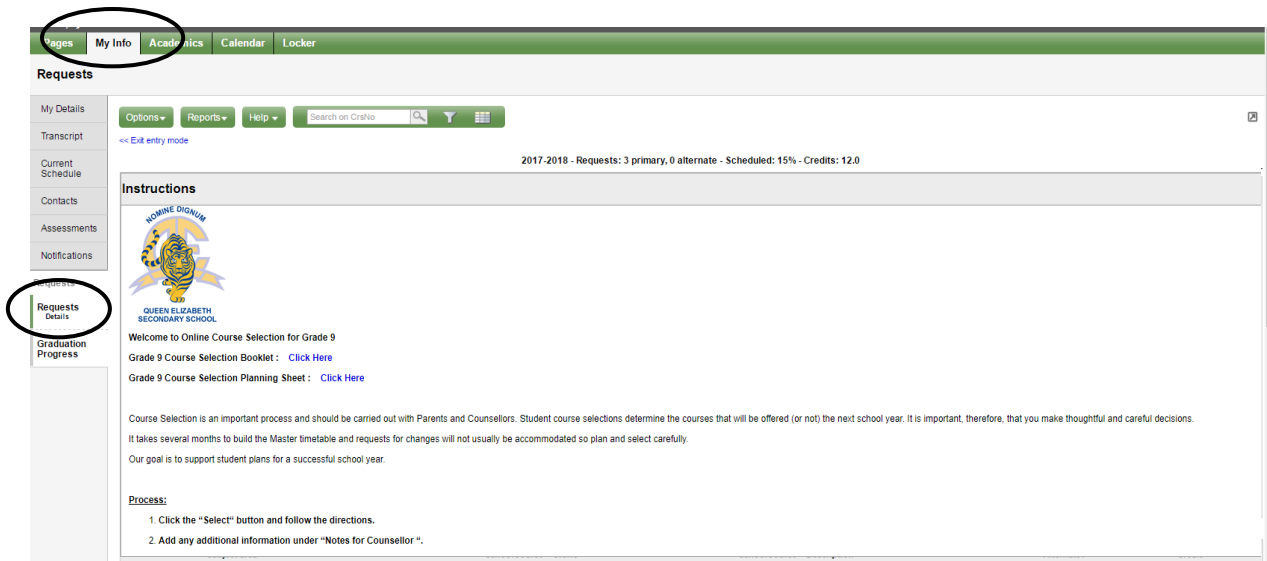 Pages My Info Academics Calendar Locker
Requests
My Details
Transcript
Current
Schedule
Contacts
Assessments
Notifications
Requests
Requests
Details
Graduation
Progress
Options Reports Help Search on CrsNo
<< Exit entry mode
2017-2018 - Requests: 3 primary, 0 alternate - Scheduled: 15% - Credits: 12.0
Instructions
NOMINE DIGNUM
QUEEN ELIZABETH
SECONDARY SCHOOL
Welcome to Online Course Selection for Grade 9
Grade 9 Course Selection Booklet : Click Here
Grade 9 Course Selection Planning Sheet : Click Here
Course Selection is an important process and should be carried out with Parents and Counsellors. Student course selections determine the courses that will be offered (or not) the next school year. It is important, therefore, that you make thoughtful and careful decisions.
It takes several months to build the Master timetable and requests for changes will not usually be accommodated so plan and select carefully.
Our goal is to support student plans for a successful school year.
Process:
1. Click the “Select“ button and follow the directions.
2. Add any additional information under “Notes for Counsellor “.